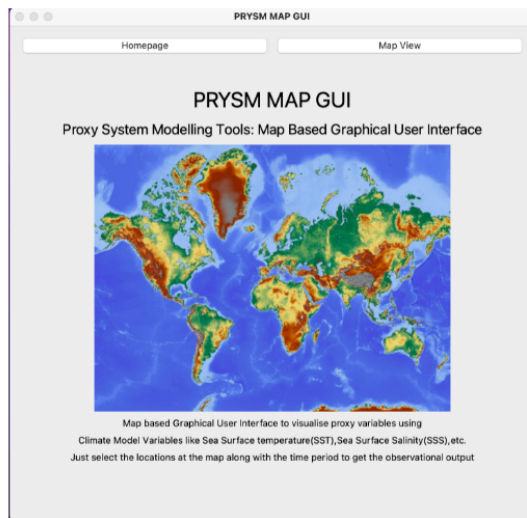 PRYSM MAP GUI
Homepage Map View
PRYSM MAP GUI
Proxy System Modelling Tools: Map Based Graphical User Interface
Map based Graphical User Interface to visualise proxy variables using
Climate Model Variables like Sea Surface temperature(SST),Sea Surface Salinity(SSS),etc.
Just select the locations at the map along with the time period to get the observational output